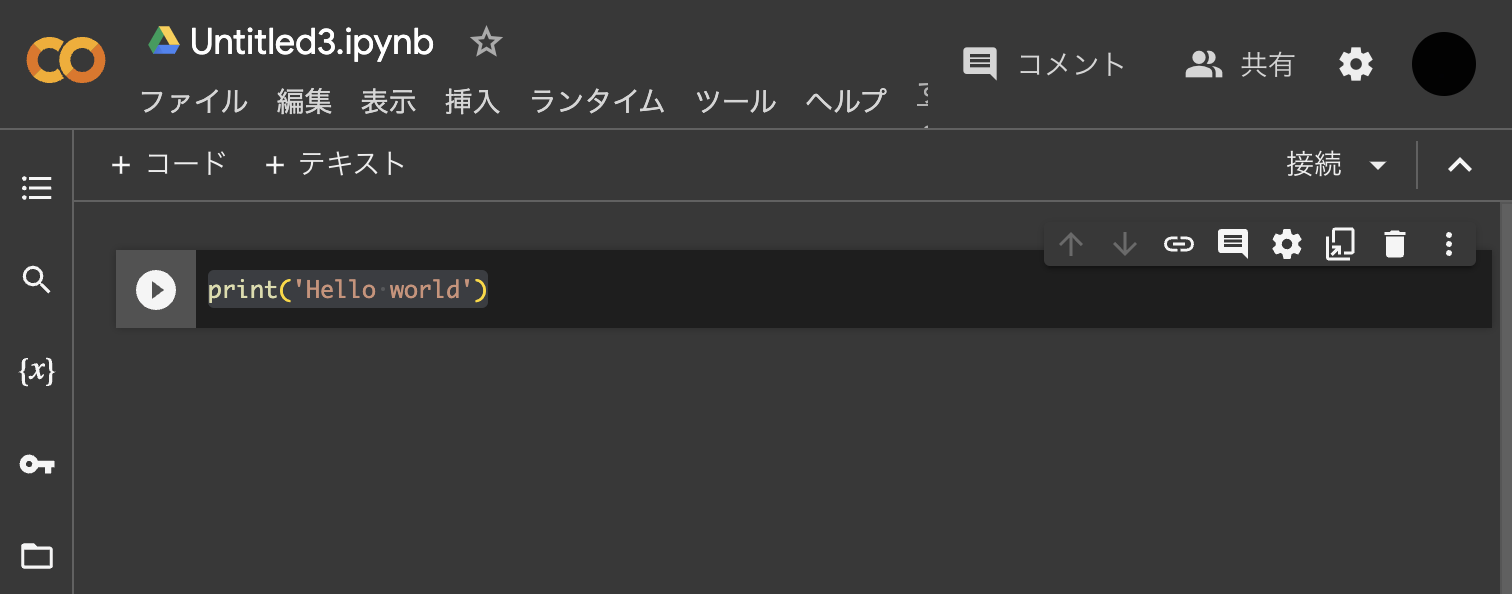 Untitled3.ipynb
コメント 共有
ファイル 編集 表示 挿入 ランタイム ツール ヘルプ
+ コード + テキスト 接続
print('Hello world')
{x}